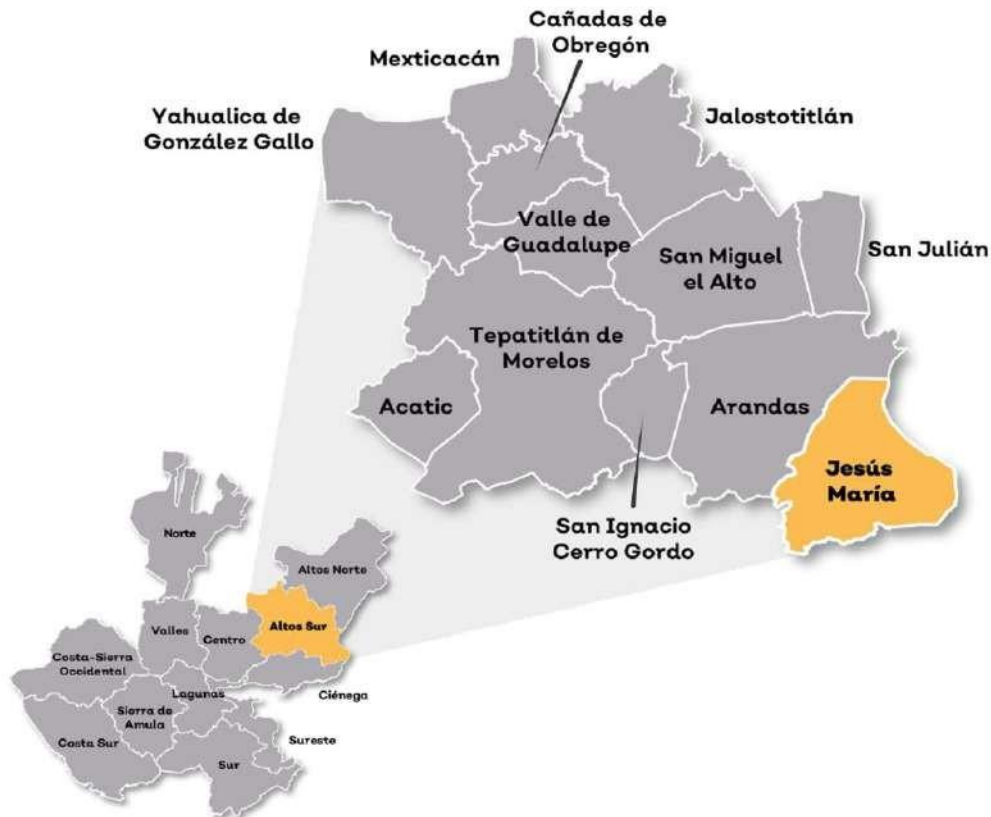 Cañadas de
Obregón
Mexticacán
Yahualica de
González Gallo
Jalostotitlán
Valle de
Guadalupe
San Miguel
el Alto
San Julián
Tepatitlán de
Morelos
Acatic
Arandas
Jesús
María
San Ignacio
Cerro Gordo
Norte
Altos Norte
Altos Sur
Valles
Centro
Costa-Sierra
Occidental
Lagunas
Ciénega
Sierra de
Amula
Costa Sur
Sureste
Sur